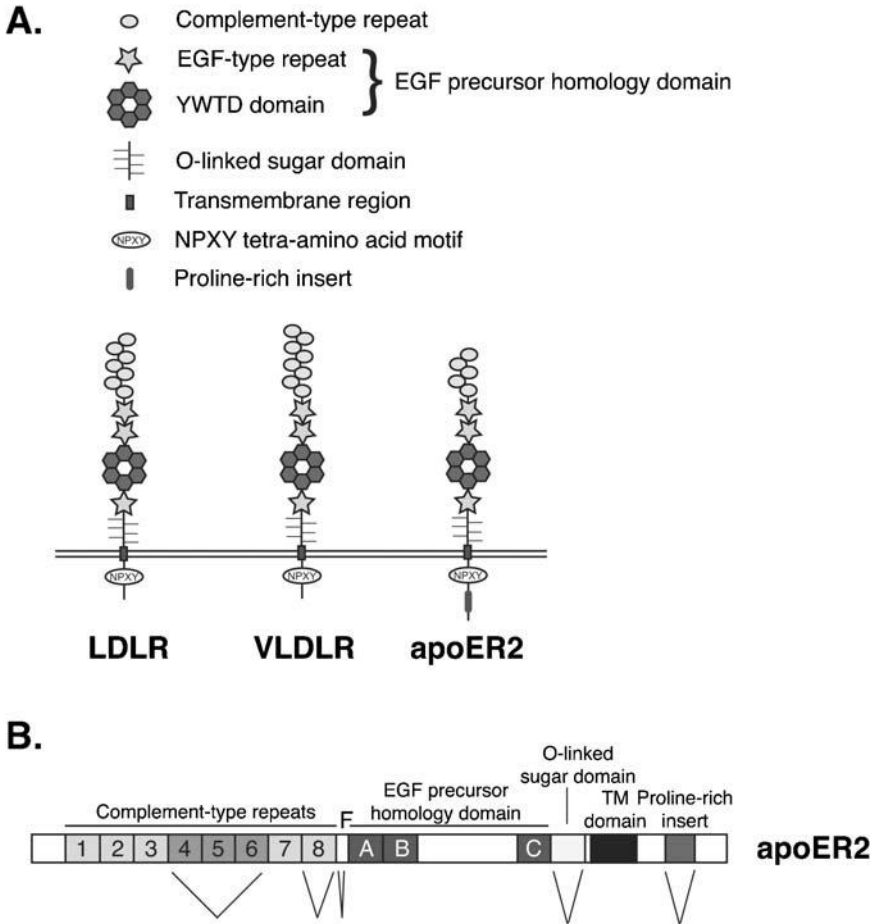 A.
Complement-type repeat
EGF-type repeat
EGF precursor homology domain
YWTD domain
O-linked sugar domain
Transmembrane region
NPXY NPXY tetra-amino acid motif
Proline-rich insert
NPXY NPXY NPXY
LDLR VLDLR apoER2
B.
O-linked
sugar domain
EGF precursor
homology domain
TM
domain
Proline-rich
insert
Complement-type repeats
F
1 2 3 4 5 6 7 8 A B C
apoER2